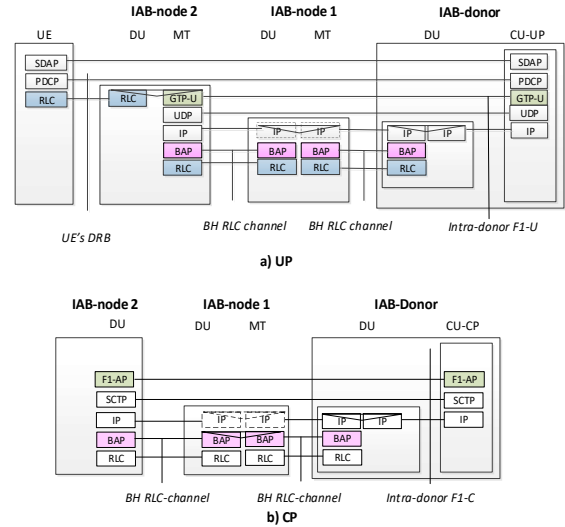 IAB-node 2 IAB-node 1 IAB-donor
UE DU MT DU MT DU CU-UP
SDAP SDAP
PDCP PDCP
RLC RLC GTP-U GTP-U
UDP UDP
IP IP IP IP IP IP
BAP BAP BAP BAP
RLC RLC RLC RLC
BH RLC channel BH RLC channel
UE's DRB Intra-donor F1-U
a) UP
IAB-node 2 IAB-node 1 IAB-Donor
DU DU MT DU CU-CP
F1-AP F1-AP
SCTP SCTP
IP IP IP IP IP IP
BAP BAP BAP BAP
RLC RLC RLC RLC
BH RLC-channel BH RLC-channel Intra-donor F1-C
b) CP